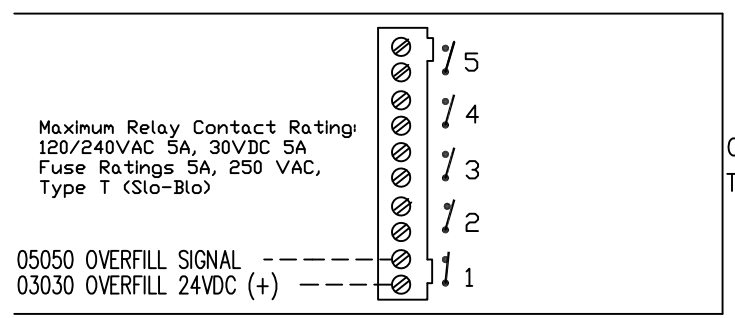 5
4
Maximum Relay Contact Rating:
120/240VAC 5A, 30VDC 5A
Fuse Ratings 5A, 250 VAC,
Type T (Slo-Blo)
3
2
05050 OVERFILL SIGNAL
03030 OVERFILL 24VDC (+)
1